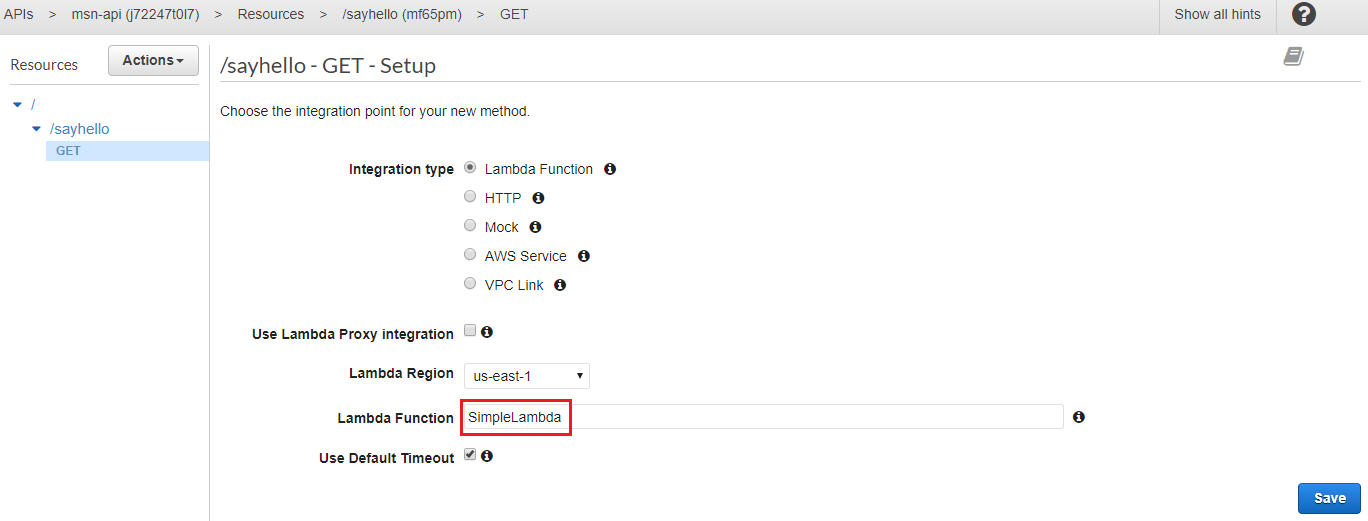 APIs > msn-api (j72247t0l7) > Resources > /sayhello (mf65pm) > GET Show all hints ?
Resources Actions
/sayhello - GET - Setup
/
/sayhello
GET
Choose the integration point for your new method.
Integration type Lambda Function
HTTP
Mock
AWS Service
VPC Link
Use Lambda Proxy integration
Lambda Region us-east-1
Lambda Function SimpleLambda
Use Default Timeout
Save